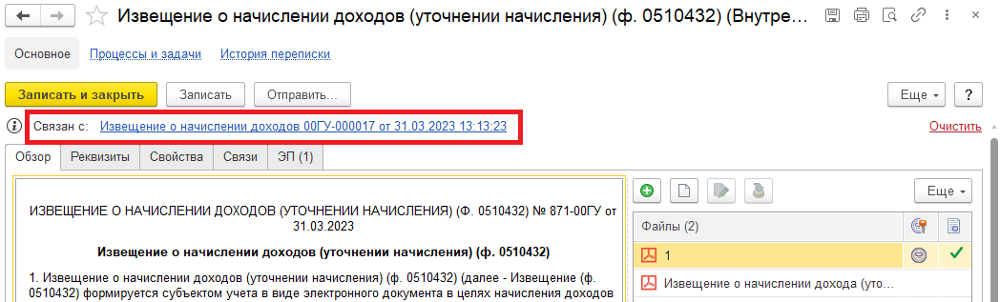 Извещение о начислении доходов (уточнении начисления) (ф. 0510432) (Внутре...
Основное Процессы и задачи История переписки
Записать и закрыть Записать Отправить... Еще ?
Связан с: Извещение о начислении доходов 00ГУ-000017 от 31.03.2023 13:13:23 Очистить
Обзор Реквизиты Свойства Связи ЭП (1)
Еще
ИЗВЕЩЕНИЕ О НАЧИСЛЕНИИ ДОХОДОВ (УТОЧНЕНИИ НАЧИСЛЕНИЯ) (Ф. 0510432) № 871-00ГУ от
31.03.2023
Извещение о начислении доходов (уточнении начисления) (ф. 0510432)
1. Извещение о начислении доходов (уточнении начисления) (ф. 0510432) (далее - Извещение (ф.
0510432) формируется субъектом учета в виде электронного документа в целях начисления доходов
Файлы (2)
1
Извещение о начислении дохода (уто...